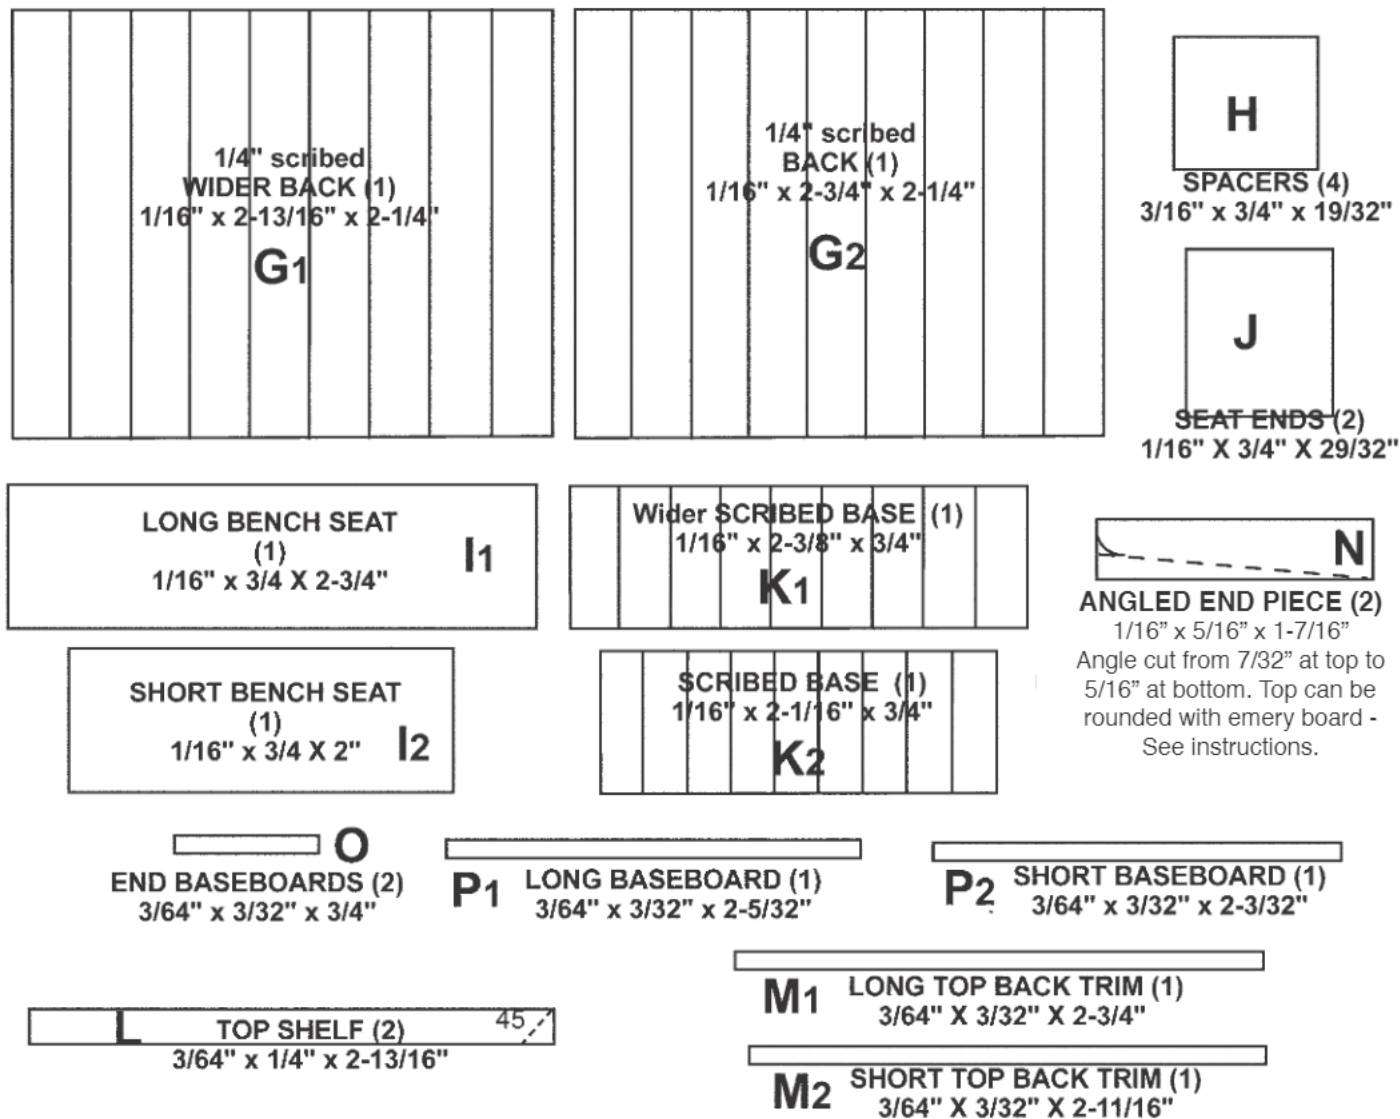 1/4" scribed
WIDER BACK (1)
1/16" x 2-13/16" x 2-1/4"
G1
1/4" scribed
BACK (1)
1/16" x 2-3/4" x 2-1/4"
G2
H
SPACERS (4)
3/16" x 3/4" x 19/32"
J
SEAT ENDS (2)
1/16" X 3/4" X 29/32"
LONG BENCH SEAT
(1)
1/16" x 3/4 X 2-3/4"
I1
Wider SCRIBED BASE (1)
1/16" x 2-3/8" x 3/4"
K1
N
ANGLED END PIECE (2)
1/16” x 5/16” x 1-7/16”
Angle cut from 7/32” at top to
5/16” at bottom. Top can be
rounded with emery board -
See instructions.
SHORT BENCH SEAT
(1)
1/16" x 3/4 X 2"
I2
SCRIBED BASE (1)
1/16" x 2-1/16" x 3/4"
K2
O
END BASEBOARDS (2)
3/64" x 3/32" x 3/4"
P1
LONG BASEBOARD (1)
3/64" x 3/32" x 2-5/32"
P2
SHORT BASEBOARD (1)
3/64" x 3/32" x 2-3/32"
L
TOP SHELF (2)
45
3/64" x 1/4" x 2-13/16"
M1
LONG TOP BACK TRIM (1)
3/64" X 3/32" X 2-3/4"
M2
SHORT TOP BACK TRIM (1)
3/64" X 3/32" X 2-11/16"